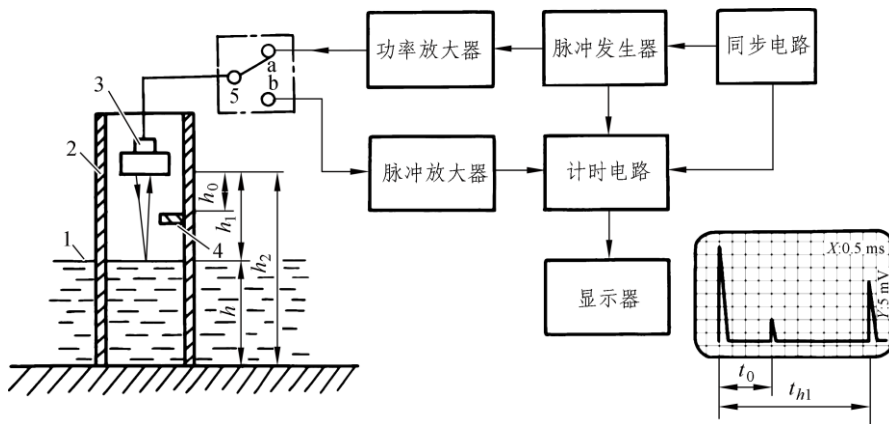 功率放大器
脉冲发生器
同步电路
a
b
5
3
2
1
4
脉冲放大器
计时电路
显示器
h0
h1
h2
h
X:0.5 ms
Y:5 mV
t0
th1